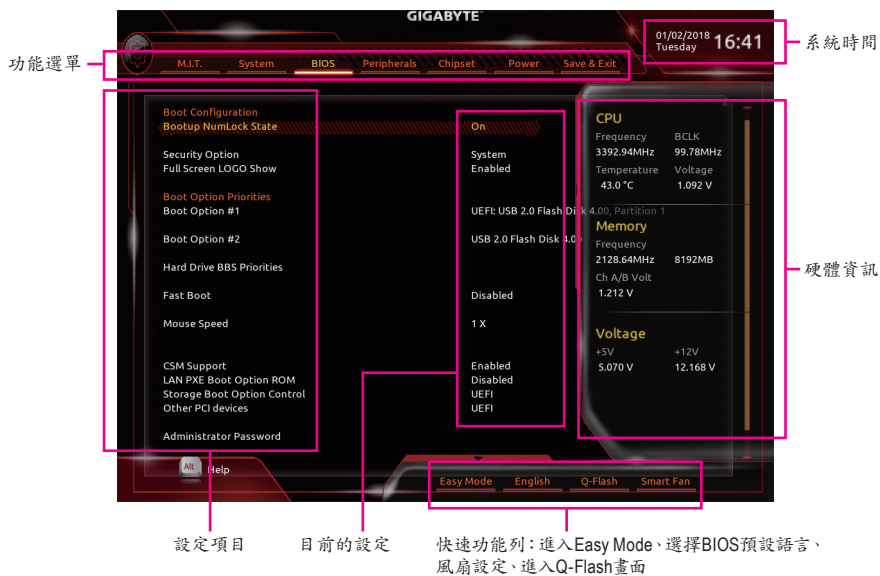 GIGABYTE
01/02/2018
Tuesday 16:41
系統時間
功能選單
M.I.T. System BIOS Peripherals Chipset Power Save & Exit
Boot Configuration
Bootup NumLock State On
Security Option System
Full Screen LOGO Show Enabled
Boot Option Priorities
Boot Option #1 UEFI: USB 2.0 Flash Disk 4.00, Partition 1
Boot Option #2 USB 2.0 Flash Disk 4.00
Hard Drive BBS Priorities
Fast Boot Disabled
Mouse Speed 1 X
CSM Support Enabled
LAN PXE Boot Option ROM Disabled
Storage Boot Option Control UEFI
Other PCI devices UEFI
Administrator Password
CPU
Frequency BCLK
3392.94MHz 99.78MHz
Temperature Voltage
43.0 °C 1.092 V
Memory
Frequency
2128.64MHz 8192MB
Ch A/B Volt
1.212 V
Voltage
+5V +12V
5.070 V 12.168 V
硬體資訊
Alt Help
Easy Mode English Q-Flash Smart Fan
設定項目
目前的設定
快速功能列：進入Easy Mode、選擇BIOS預設語言、
風扇設定、進入Q-Flash畫面